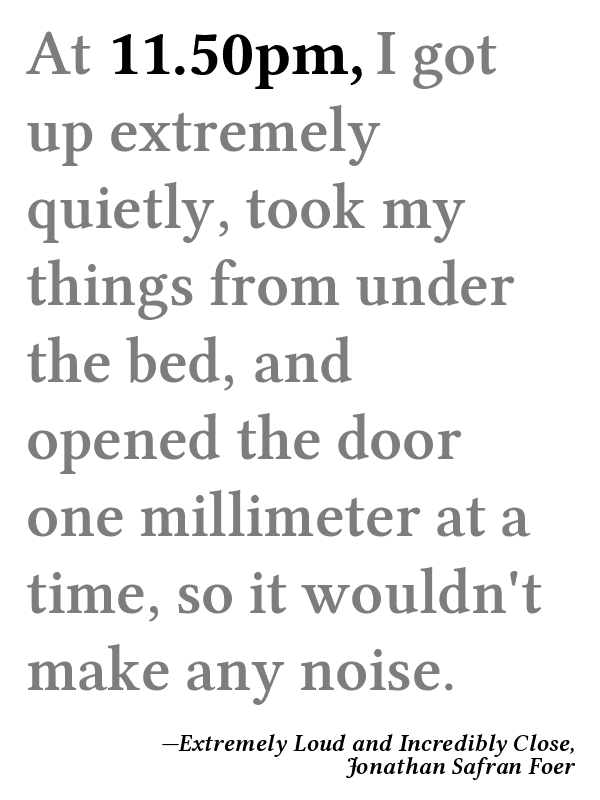 At 11.50pm, I got
up extremely
quietly, took my
things from under
the bed, and
opened the door
one millimeter at a
time, so it wouldn't
make any noise.
—Extremely Loud and Incredibly Close,
Jonathan Safran Foer